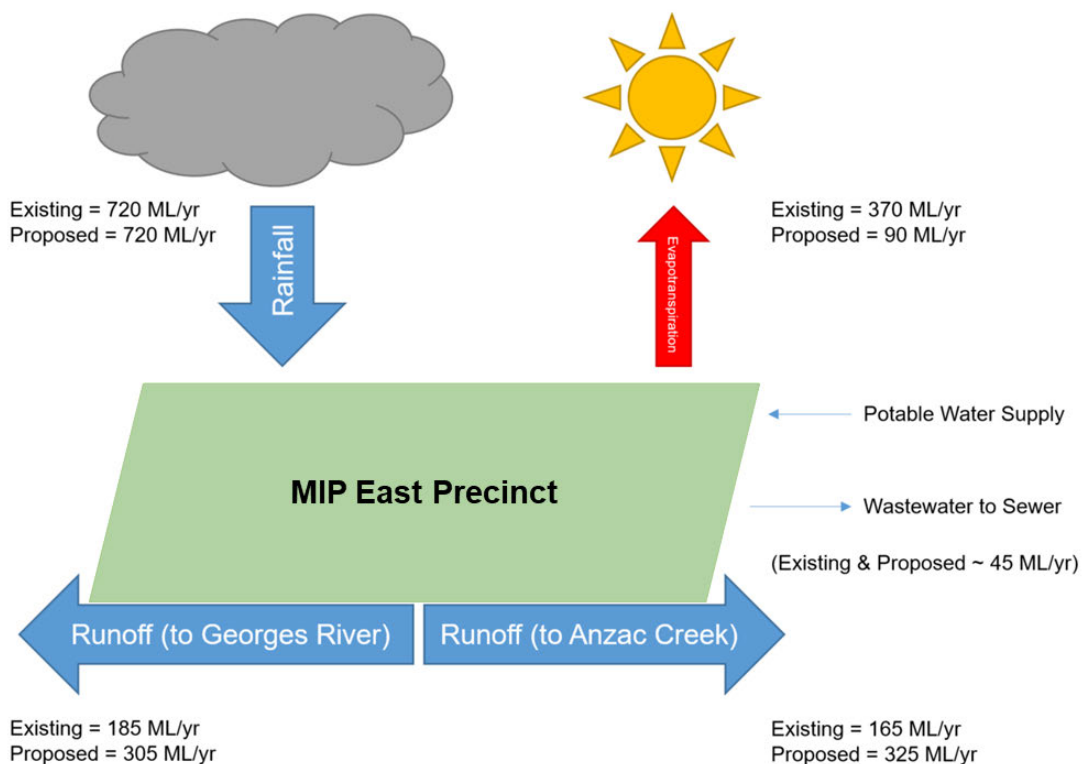 Existing = 720 ML/yr
Proposed = 720 ML/yr
Rainfall
Evapotranspiration
Existing = 370 ML/yr
Proposed = 90 ML/yr
Potable Water Supply
MIP East Precinct
Wastewater to Sewer
(Existing & Proposed ~ 45 ML/yr)
Runoff (to Georges River)
Runoff (to Anzac Creek)
Existing = 185 ML/yr
Proposed = 305 ML/yr
Existing = 165 ML/yr
Proposed = 325 ML/yr